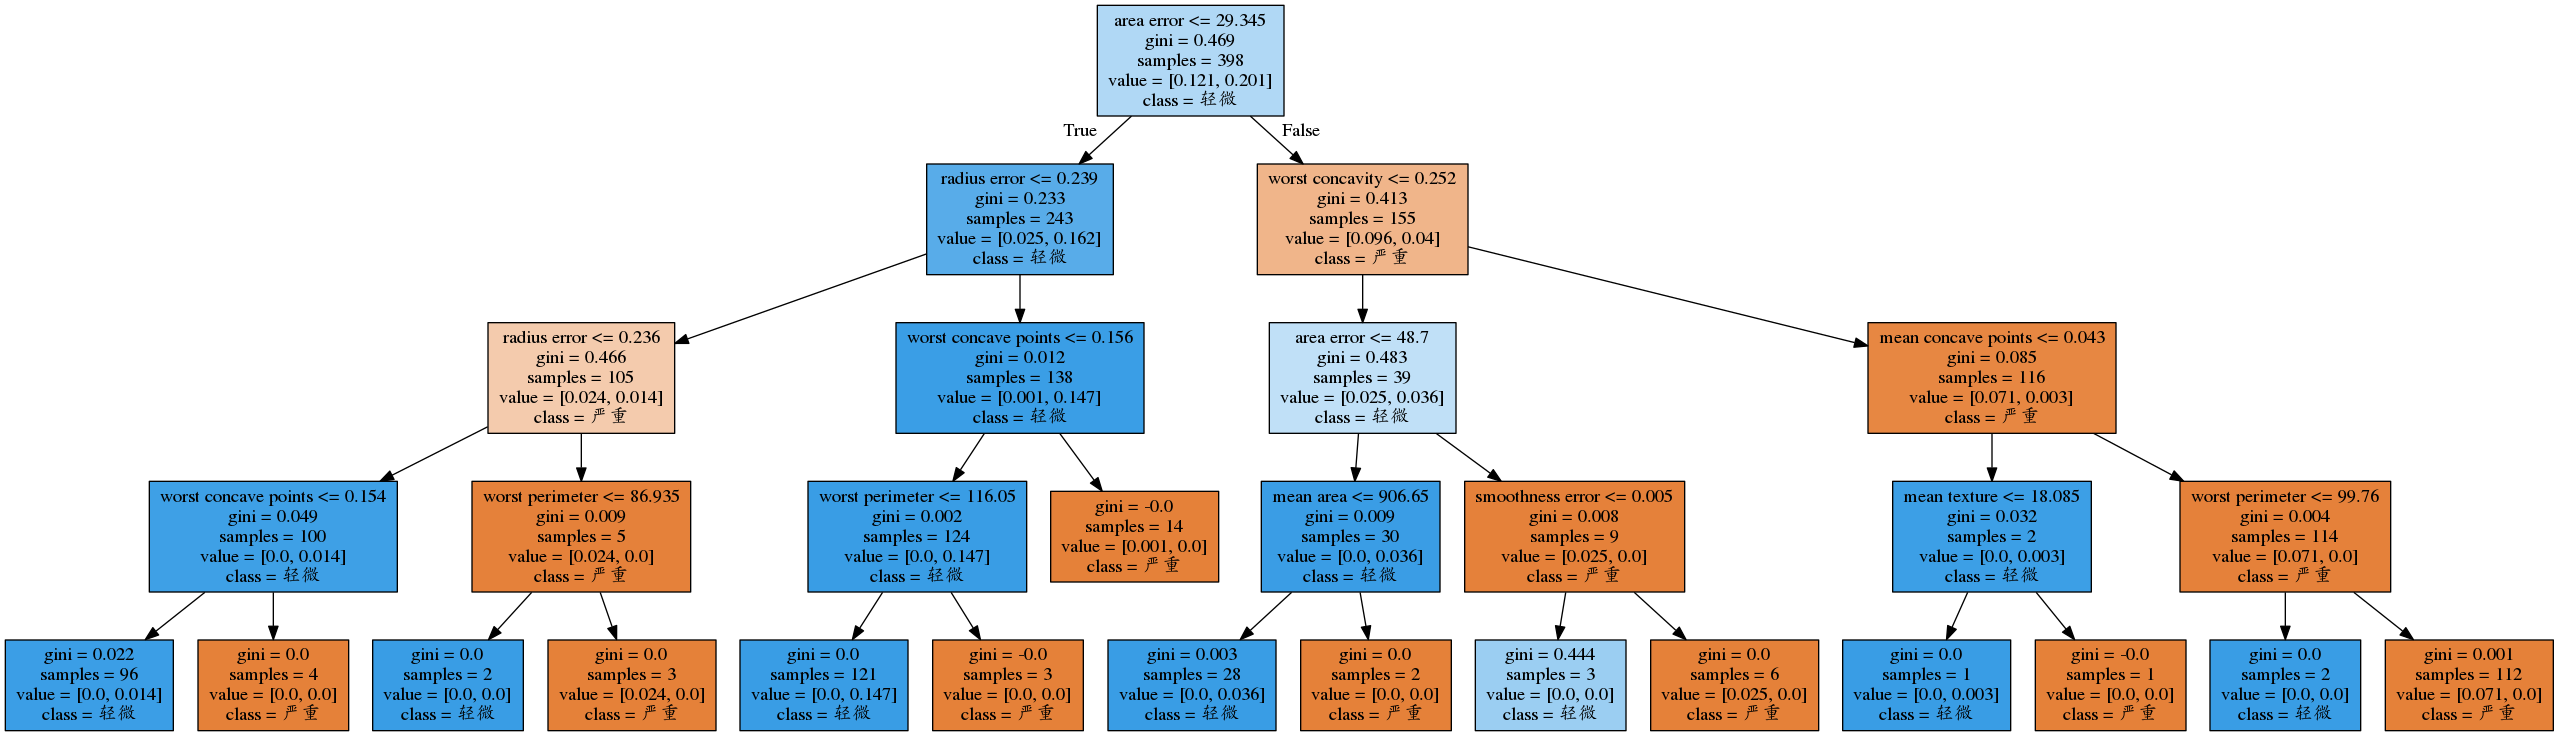 area error <= 29.345
gini = 0.469
samples = 398
value = [0.121, 0.201]
class = 轻微
True
False
radius error <= 0.239
gini = 0.233
samples = 243
value = [0.025, 0.162]
class = 轻微
worst concavity <= 0.252
gini = 0.413
samples = 155
value = [0.096, 0.04]
class = 严重
radius error <= 0.236
gini = 0.466
samples = 105
value = [0.024, 0.014]
class = 严重
worst concave points <= 0.156
gini = 0.012
samples = 138
value = [0.001, 0.147]
class = 轻微
area error <= 48.7
gini = 0.483
samples = 39
value = [0.025, 0.036]
class = 轻微
mean concave points <= 0.043
gini = 0.085
samples = 116
value = [0.071, 0.003]
class = 严重
worst concave points <= 0.154
gini = 0.049
samples = 100
value = [0.0, 0.014]
class = 轻微
worst perimeter <= 86.935
gini = 0.009
samples = 5
value = [0.024, 0.0]
class = 严重
worst perimeter <= 116.05
gini = 0.002
samples = 124
value = [0.0, 0.147]
class = 轻微
gini = -0.0
samples = 14
value = [0.001, 0.0]
class = 严重
mean area <= 906.65
gini = 0.009
samples = 30
value = [0.0, 0.036]
class = 轻微
smoothness error <= 0.005
gini = 0.008
samples = 9
value = [0.025, 0.0]
class = 严重
mean texture <= 18.085
gini = 0.032
samples = 2
value = [0.0, 0.003]
class = 轻微
worst perimeter <= 99.76
gini = 0.004
samples = 114
value = [0.071, 0.0]
class = 严重
gini = 0.022
samples = 96
value = [0.0, 0.014]
class = 轻微
gini = 0.0
samples = 4
value = [0.0, 0.0]
class = 严重
gini = 0.0
samples = 2
value = [0.0, 0.0]
class = 轻微
gini = 0.0
samples = 3
value = [0.024, 0.0]
class = 严重
gini = 0.0
samples = 121
value = [0.0, 0.147]
class = 轻微
gini = -0.0
samples = 3
value = [0.0, 0.0]
class = 严重
gini = 0.003
samples = 28
value = [0.0, 0.036]
class = 轻微
gini = 0.0
samples = 2
value = [0.0, 0.0]
class = 严重
gini = 0.444
samples = 3
value = [0.0, 0.0]
class = 轻微
gini = 0.0
samples = 6
value = [0.025, 0.0]
class = 严重
gini = 0.0
samples = 1
value = [0.0, 0.003]
class = 轻微
gini = -0.0
samples = 1
value = [0.0, 0.0]
class = 严重
gini = 0.0
samples = 2
value = [0.0, 0.0]
class = 轻微
gini = 0.001
samples = 112
value = [0.071, 0.0]
class = 严重